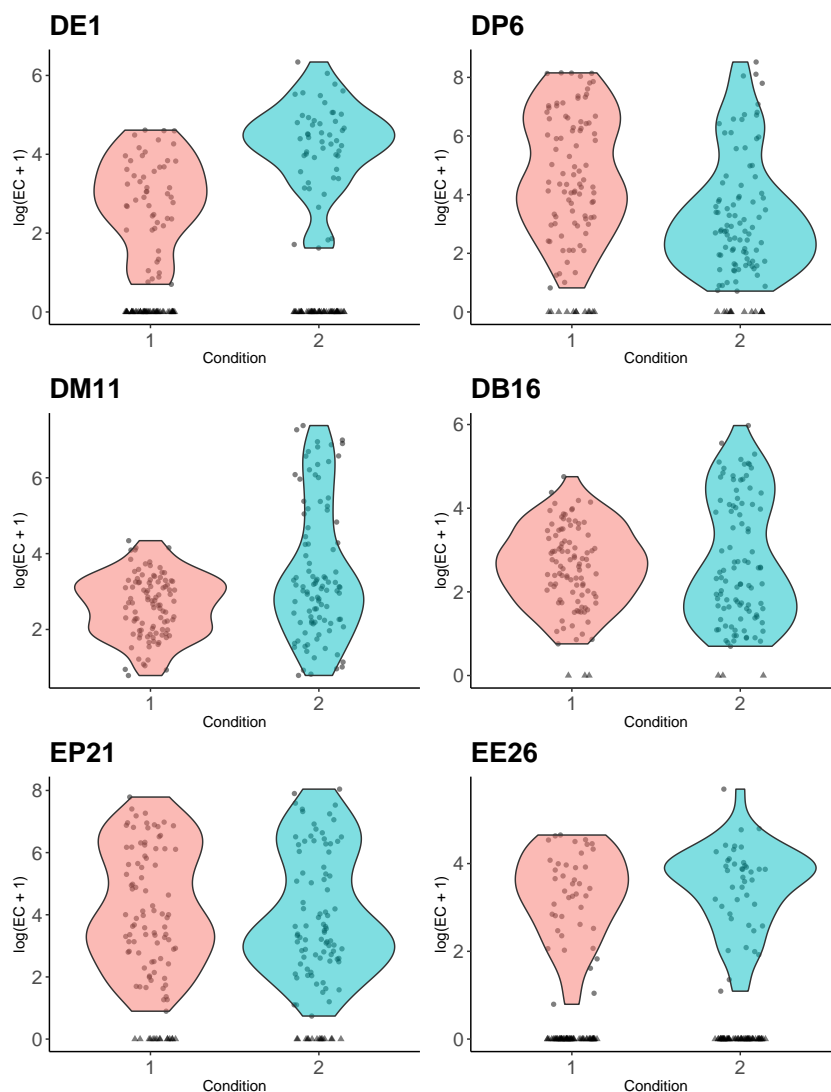 DE1
DP6
log(EC + 1)
6
4
2
0
1
2
Condition
log(EC + 1)
8
6
4
2
0
1
2
Condition
DM11
DB16
log(EC + 1)
6
4
2
1
2
Condition
log(EC + 1)
6
4
2
0
1
2
Condition
EP21
EE26
log(EC + 1)
8
6
4
2
0
1
2
Condition
log(EC + 1)
4
2
0
1
2
Condition